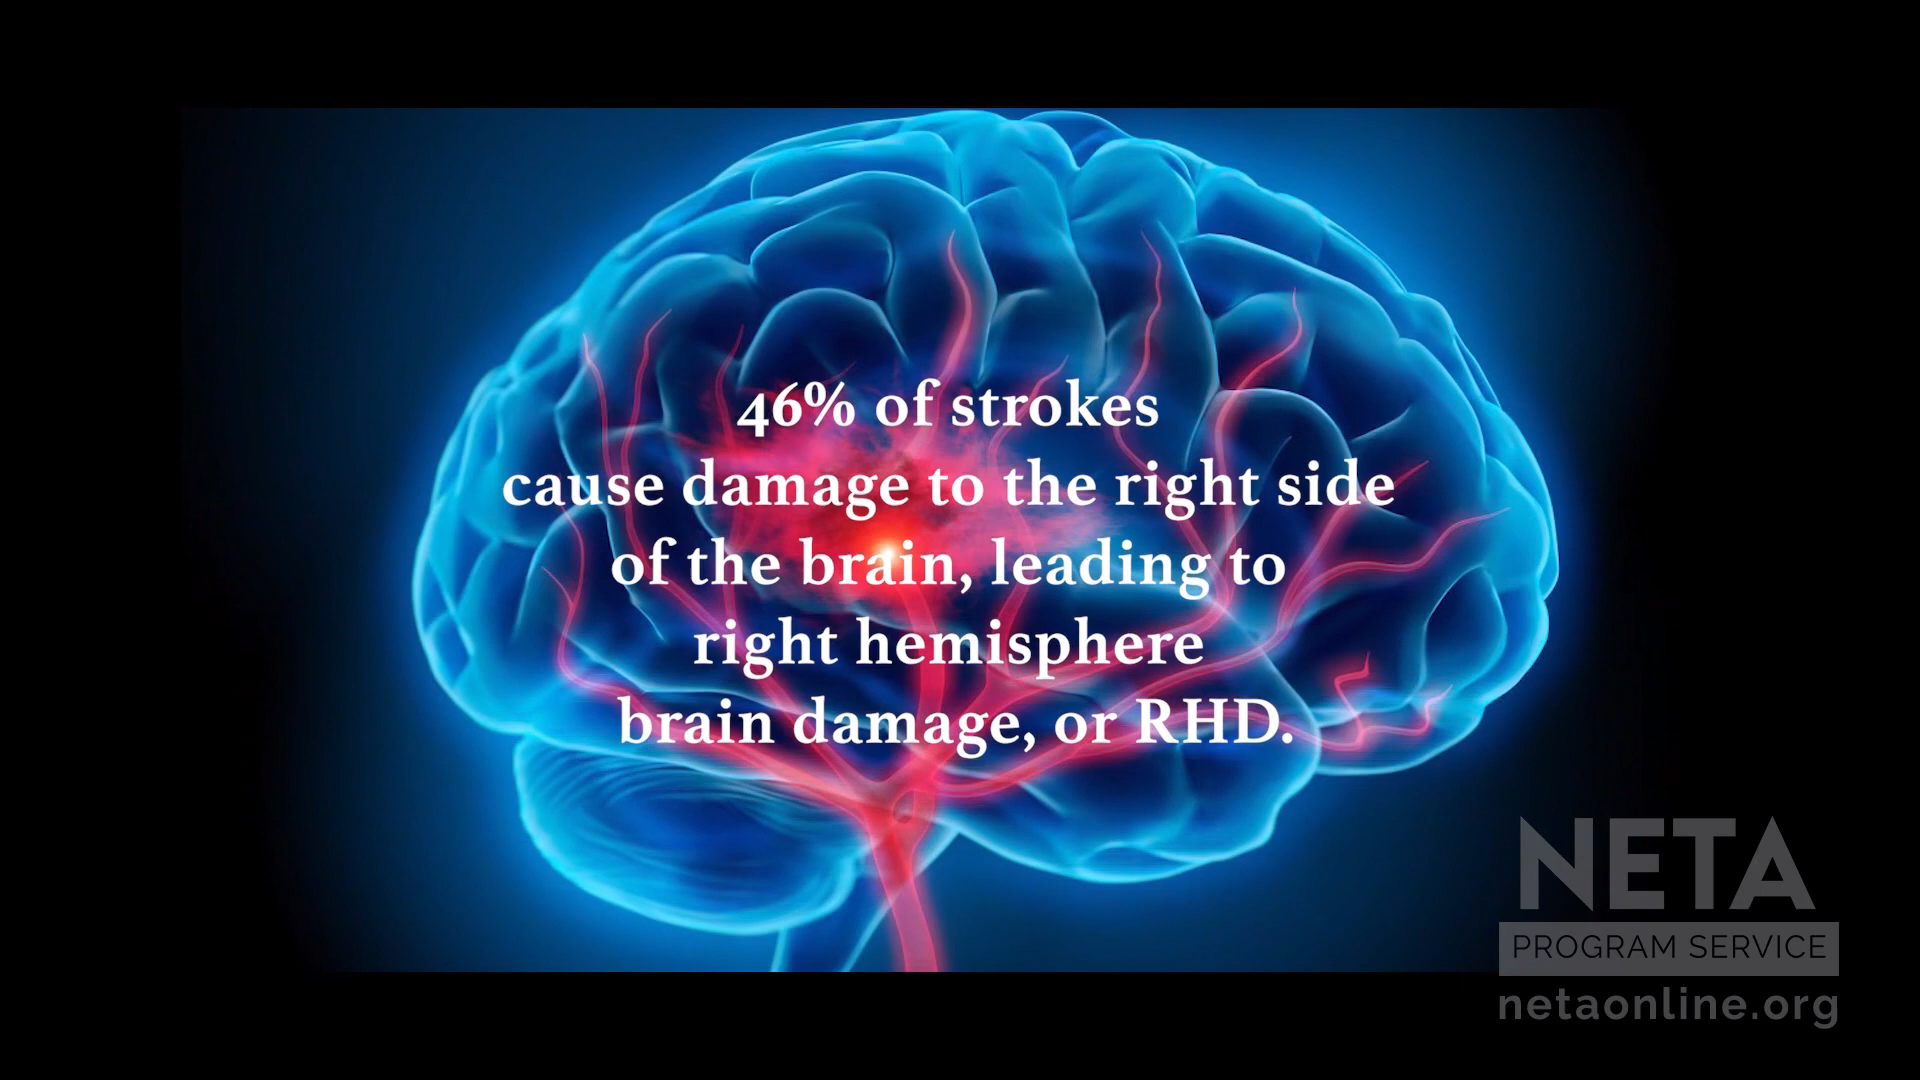 46% of strokes
cause damage to the right side
of the brain, leading to
right hemisphere
brain damage, or RHD.
NETA
PROGRAM SERVICE
netaonline.org